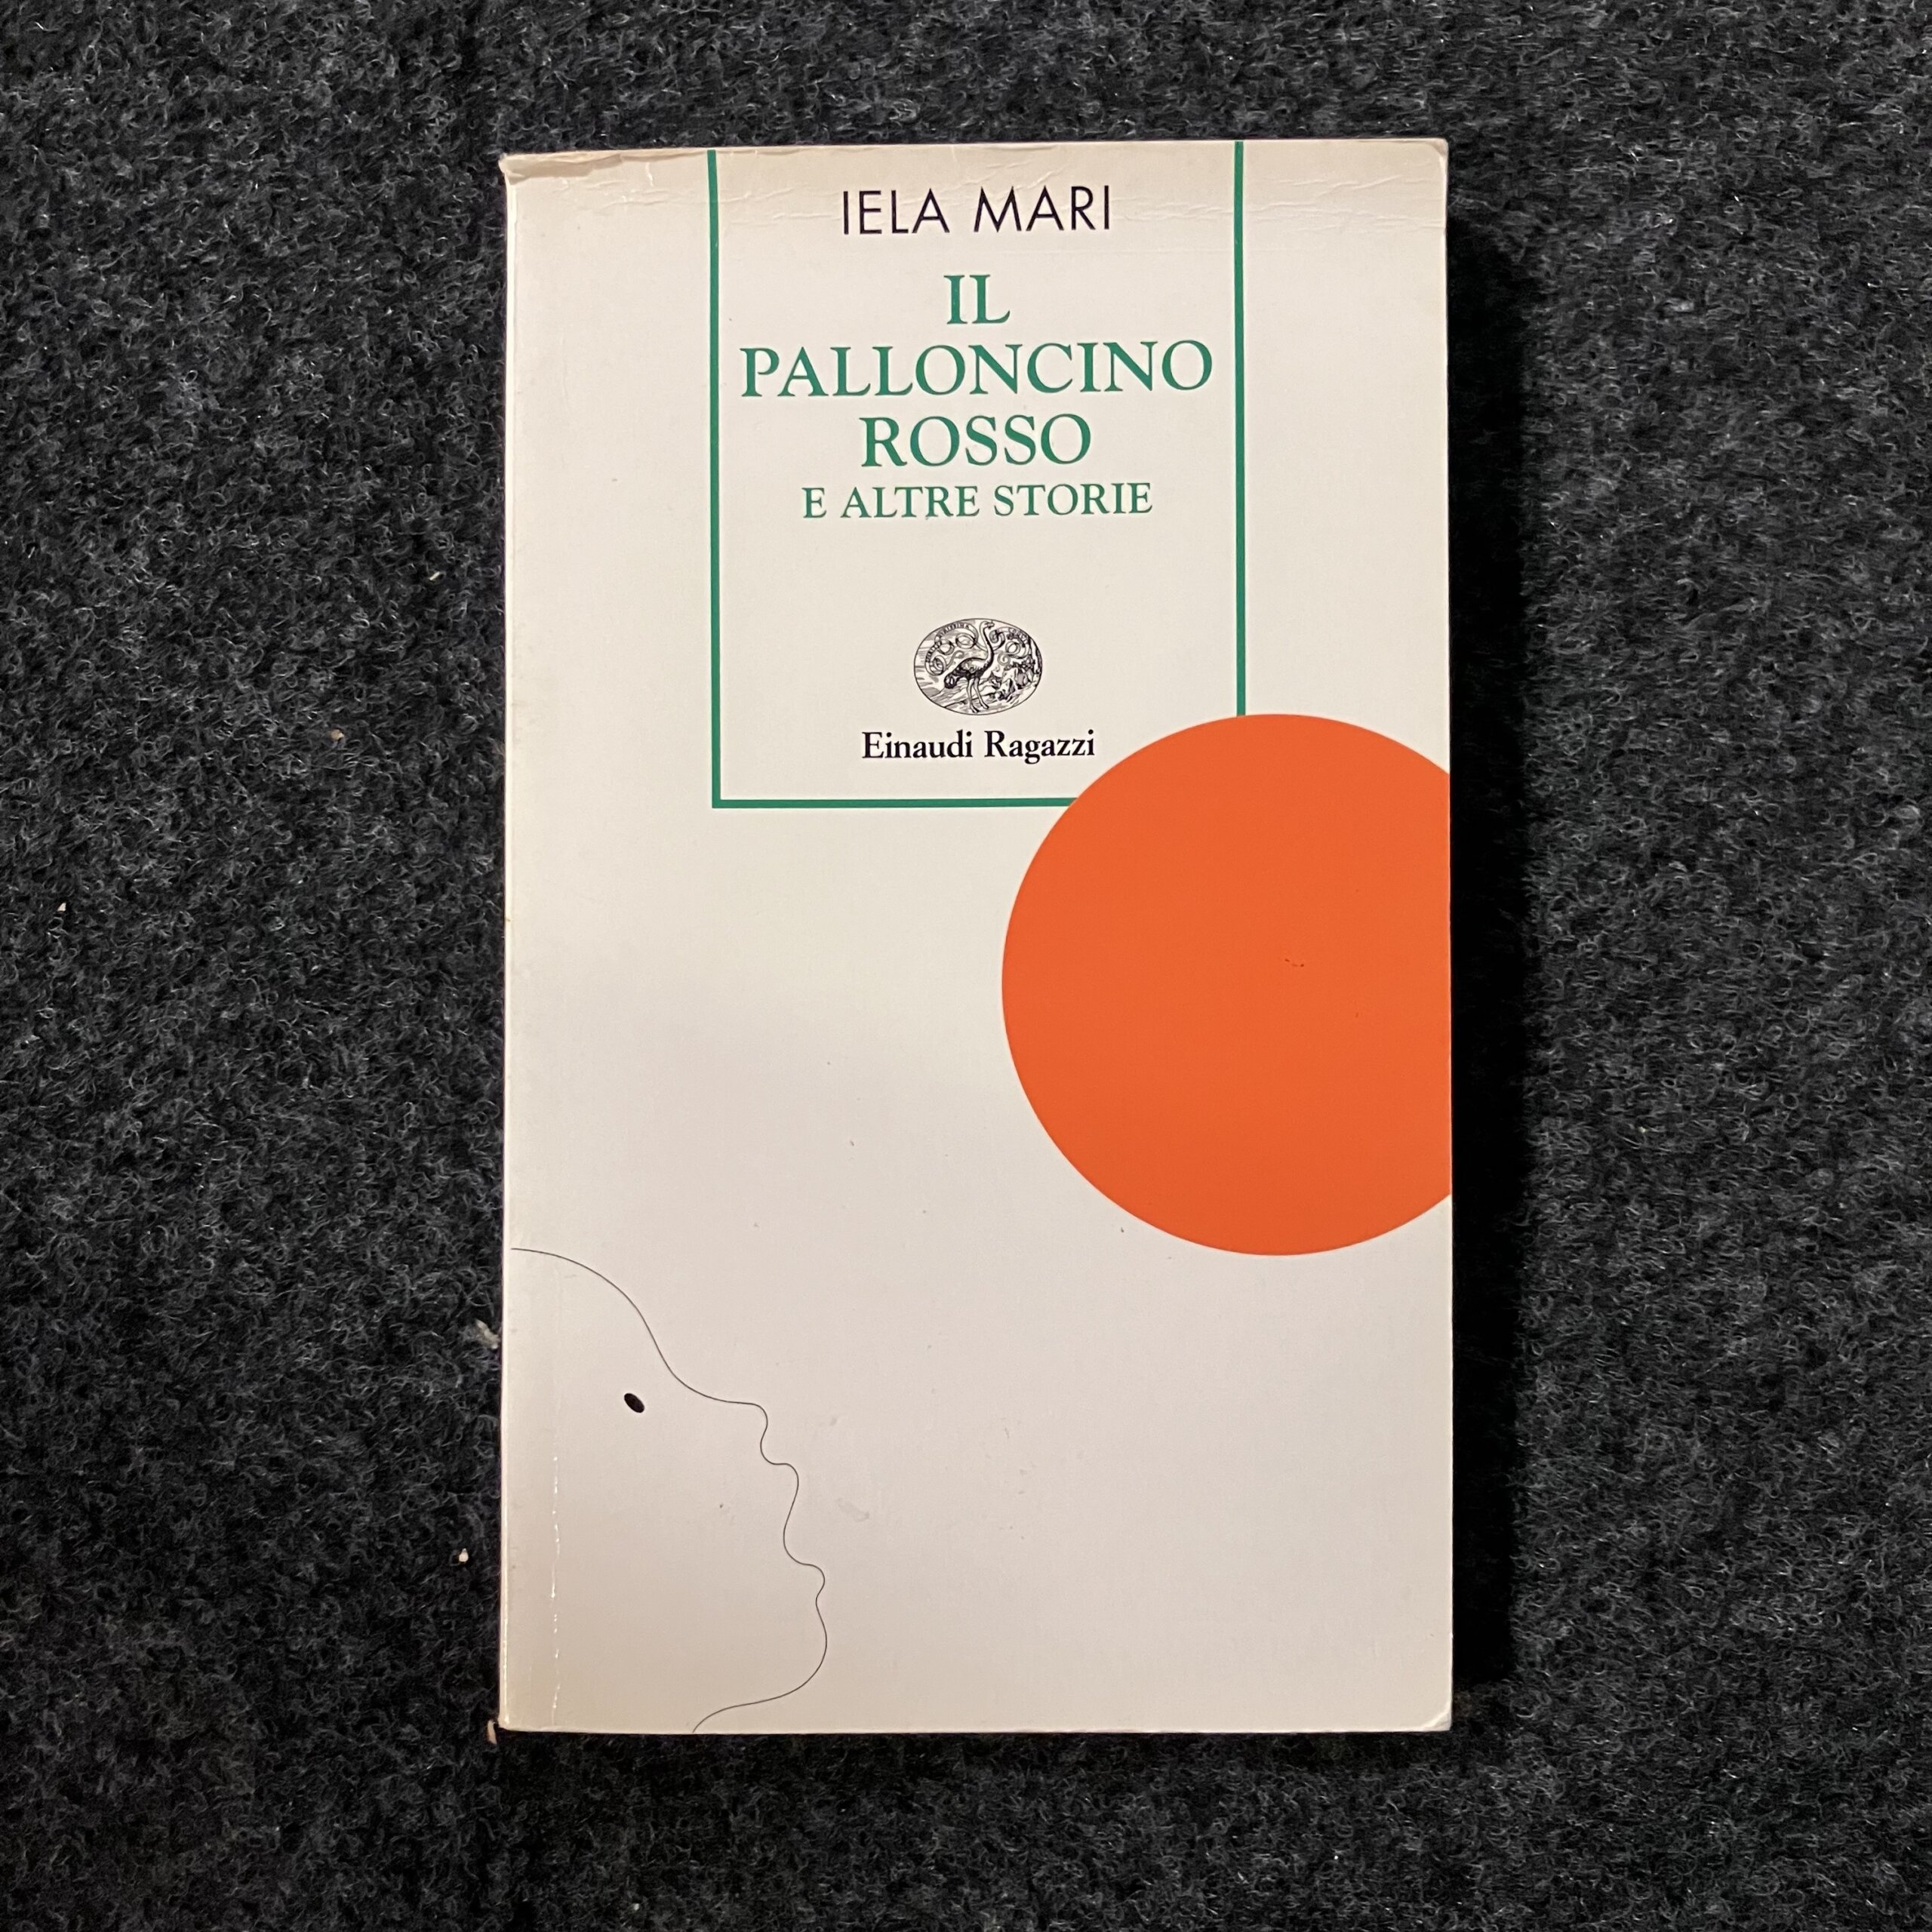 IELA MARI
IL
PALLONCINO
ROSSO
E ALTRE STORIE
Einaudi Ragazzi